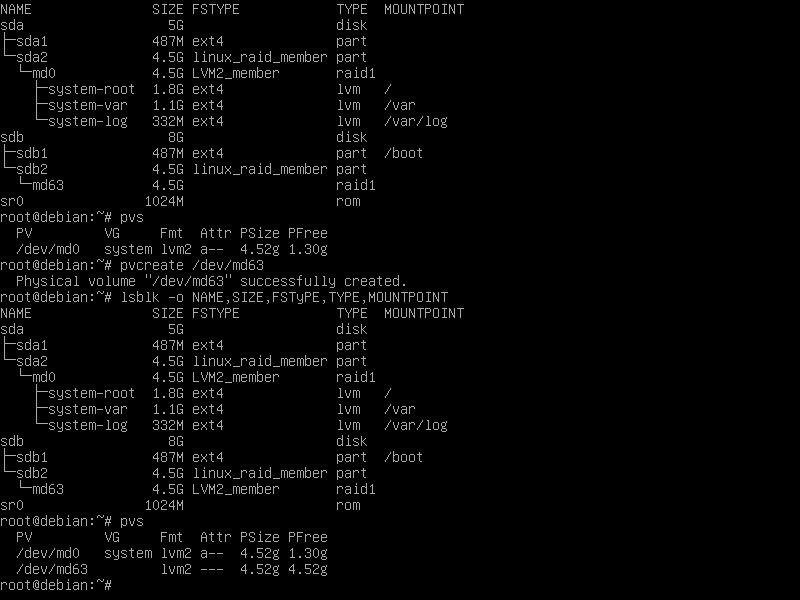 NAME                SIZE FSTYPE            TYPE  MOUNTPOINT
sda                   5G                   disk
├─sda1              487M ext4              part
└─sda2              4.5G linux_raid_member part
  └─md0             4.5G LVM2_member       raid1
    ├─system-root   1.8G ext4              lvm   /
    ├─system-var    1.1G ext4              lvm   /var
    └─system-log    332M ext4              lvm   /var/log
sdb                   8G                   disk
├─sdb1              487M ext4              part  /boot
└─sdb2              4.5G linux_raid_member part
  └─md63            4.5G                   raid1
sr0                1024M                   rom
root@debian:~# pvs
  PV         VG     Fmt  Attr PSize PFree
  /dev/md0   system lvm2 a--  4.52g 1.30g
root@debian:~# pvcreate /dev/md63
  Physical volume "/dev/md63" successfully created.
root@debian:~# lsblk -o NAME,SIZE,FSTyPE,TYPE,MOUNTPOINT
NAME                SIZE FSTYPE            TYPE  MOUNTPOINT
sda                   5G                   disk
├─sda1              487M ext4              part
└─sda2              4.5G linux_raid_member part
  └─md0             4.5G LVM2_member       raid1
    ├─system-root   1.8G ext4              lvm   /
    ├─system-var    1.1G ext4              lvm   /var
    └─system-log    332M ext4              lvm   /var/log
sdb                   8G                   disk
├─sdb1              487M ext4              part  /boot
└─sdb2              4.5G linux_raid_member part
  └─md63            4.5G LVM2_member       raid1
sr0                1024M                   rom
root@debian:~# pvs
  PV         VG     Fmt  Attr PSize PFree
  /dev/md0   system lvm2 a--  4.52g 1.30g
  /dev/md63         lvm2 ---  4.52g 4.52g
root@debian:~#